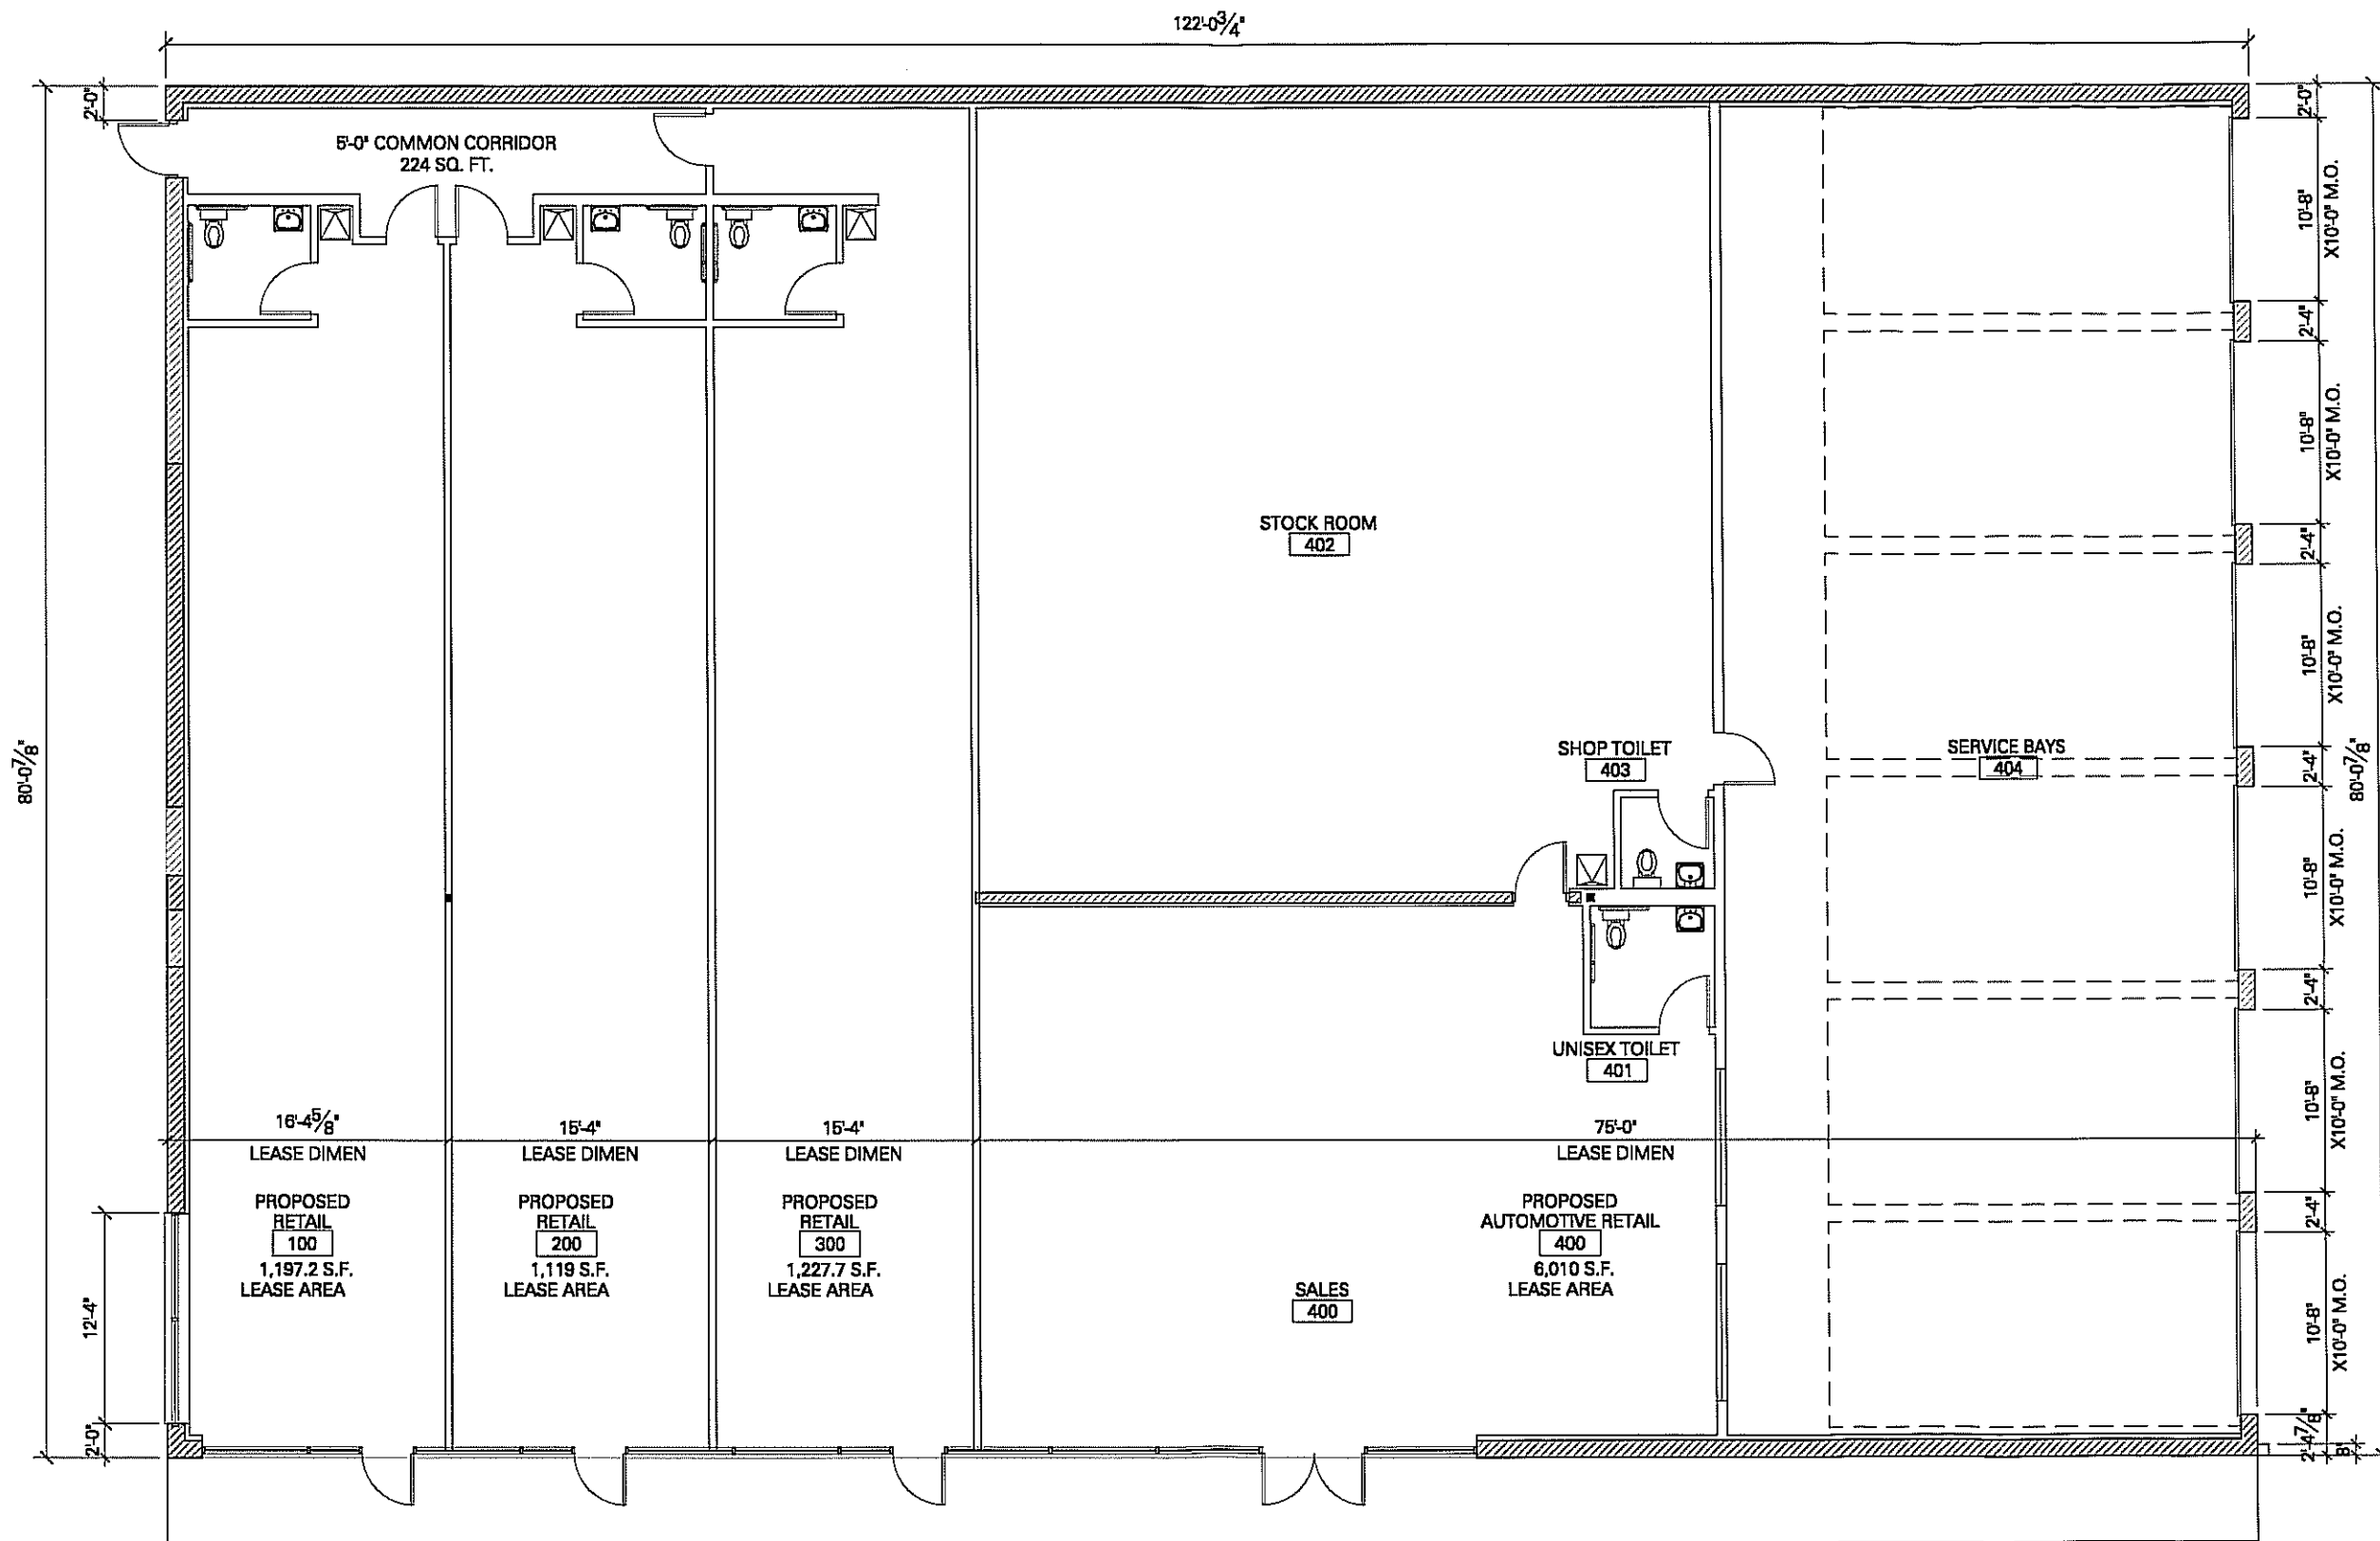 122'-0 3/4"
2'-0"
2'-0"
5'-0" COMMON CORRIDOR
224 SQ. FT.
10'-8"
X10'-0" M.O.
2'-4"
10'-8"
X10'-0" M.O.
STOCK ROOM
402
2'-4"
10'-8"
X10'-0" M.O.
80'-0 7/8"
SHOP TOILET
403
SERVICE BAYS
404
2'-4"
80'-0 7/8"
10'-8"
X10'-0" M.O.
2'-4"
UNISEX TOILET
401
10'-8"
X10'-0" M.O.
16'-4 5/8"
LEASE DIMEN
15'-4"
LEASE DIMEN
15'-4"
LEASE DIMEN
75'-0"
LEASE DIMEN
2'-4"
PROPOSED
RETAIL
100
1,197.2 S.F.
LEASE AREA
PROPOSED
RETAIL
200
1,119 S.F.
LEASE AREA
PROPOSED
RETAIL
300
1,227.7 S.F.
LEASE AREA
PROPOSED
AUTOMOTIVE RETAIL
400
6,010 S.F.
LEASE AREA
SALES
400
12'-4"
10'-8"
X10'-0" M.O.
2'-0"
2'-4 7/8"
8"